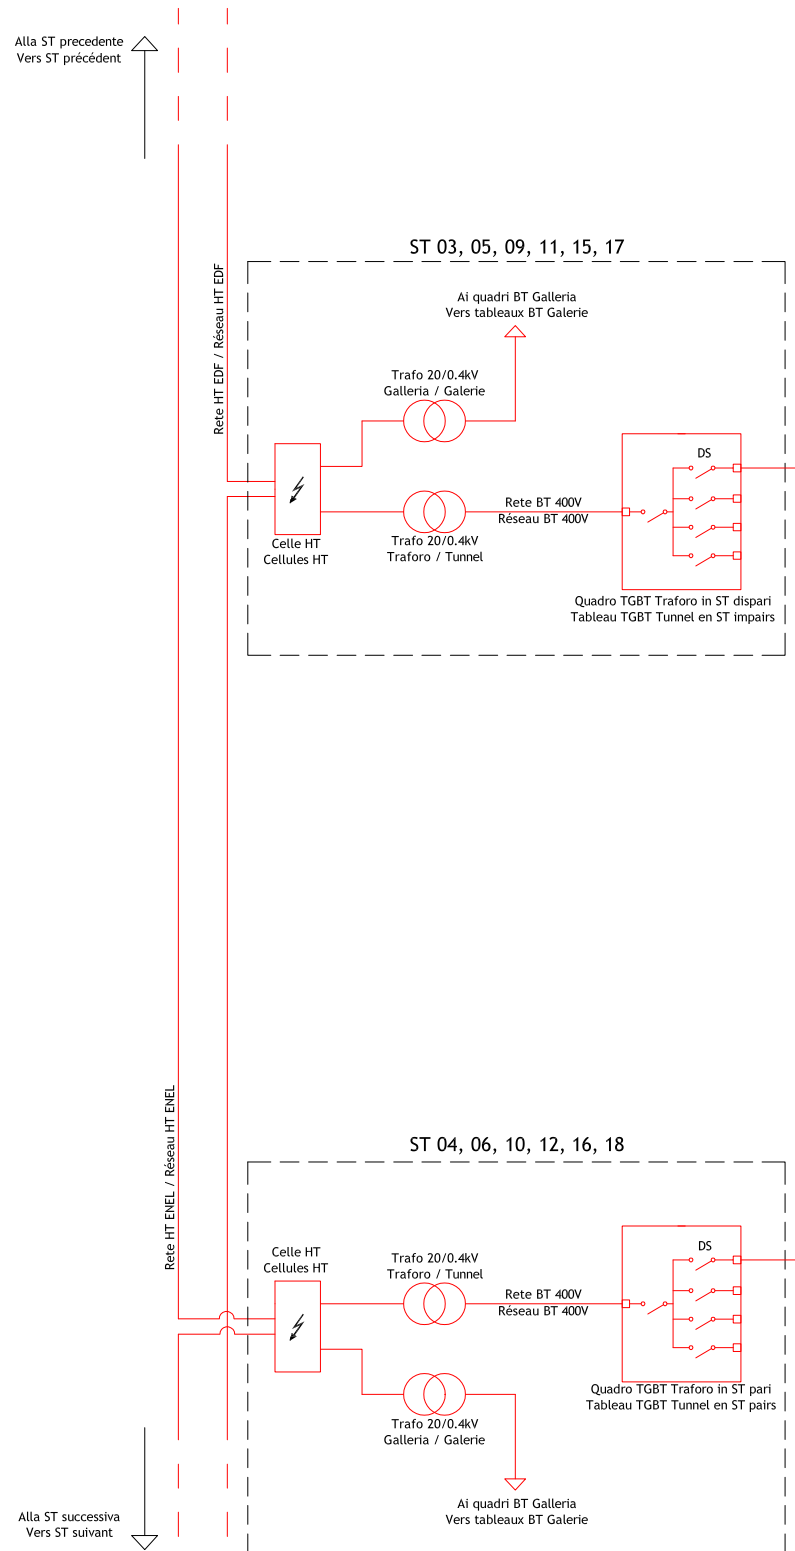 Alla ST precedente
Vers ST précédent
ST 03, 05, 09, 11, 15, 17
Rete HT EDF / Réseau HT EDF
Ai quadri BT Galleria
Vers tableaux BT Galerie
Trafo 20/0.4kV
Galleria / Galerie
DS
Rete BT 400V
Réseau BT 400V
Celle HT
Cellules HT
Trafo 20/0.4kV
Traforo / Tunnel
Quadro TGBT Traforo in ST dispari
Tableau TGBT Tunnel en ST impairs
Rete HT ENEL / Réseau HT ENEL
ST 04, 06, 10, 12, 16, 18
Celle HT
Cellules HT
Trafo 20/0.4kV
Traforo / Tunnel
DS
Rete BT 400V
Réseau BT 400V
Quadro TGBT Traforo in ST pari
Tableau TGBT Tunnel en ST pairs
Trafo 20/0.4kV
Galleria / Galerie
Ai quadri BT Galleria
Vers tableaux BT Galerie
Alla ST successiva
Vers ST suivant